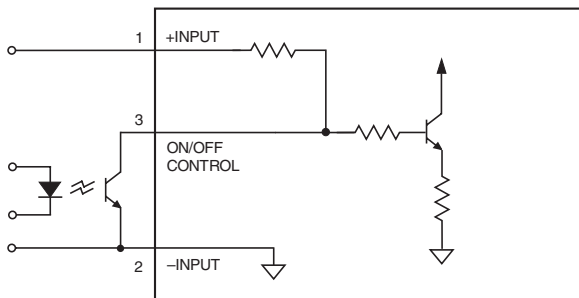 1 +INPUT
3
ON/OFF
CONTROL
2 –INPUT